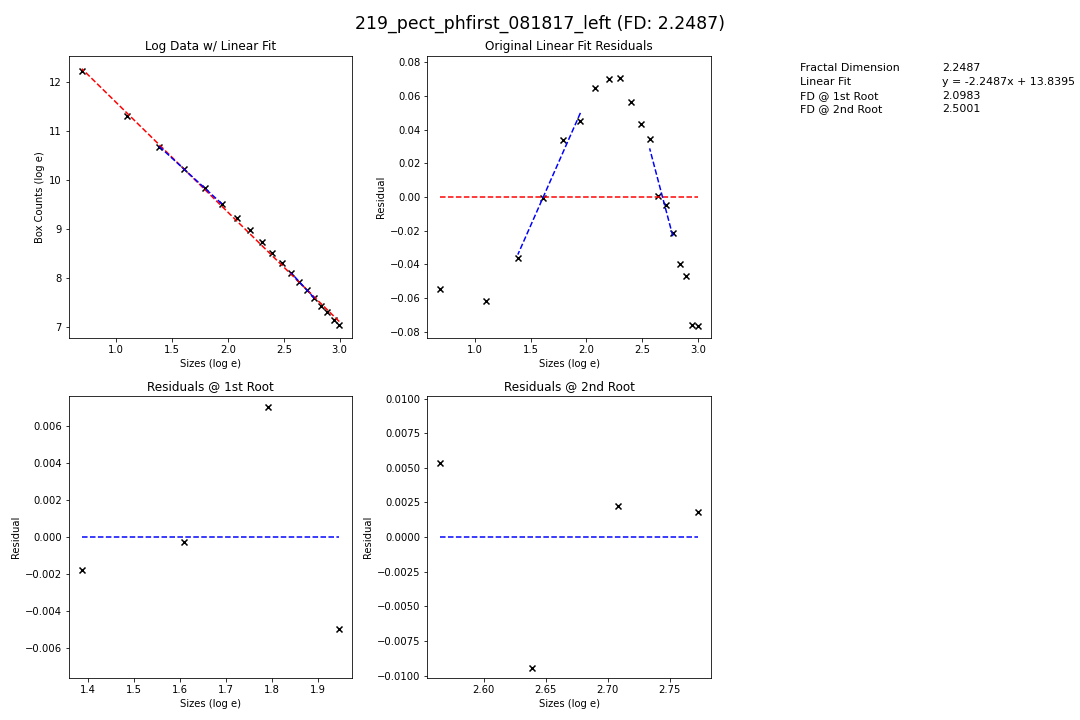 219_pect_phfirst_081817_left (FD: 2.2487)
Log Data w/ Linear Fit
Box Counts (log e)
12
11
10
9
8
7
1.0 1.5 2.0 2.5 3.0
Sizes (log e)
Original Linear Fit Residuals
Residual
0.08
0.06
0.04
0.02
0.00
−0.02
−0.04
−0.06
−0.08
1.0 1.5 2.0 2.5 3.0
Sizes (log e)
Fractal Dimension 2.2487
Linear Fit y = -2.2487x + 13.8395
FD @ 1st Root 2.0983
FD @ 2nd Root 2.5001
Residuals @ 1st Root
Residual
0.006
0.004
0.002
0.000
−0.002
−0.004
−0.006
1.4 1.5 1.6 1.7 1.8 1.9
Sizes (log e)
Residuals @ 2nd Root
Residual
0.0100
0.0075
0.0050
0.0025
0.0000
−0.0025
−0.0050
−0.0075
−0.0100
2.60 2.65 2.70 2.75
Sizes (log e)